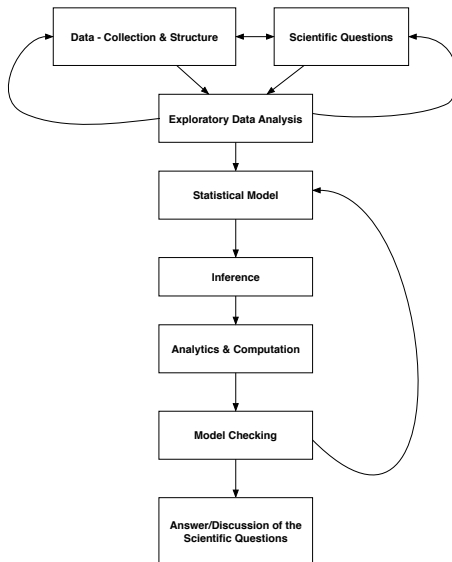 Data - Collection & Structure
Scientific Questions
Exploratory Data Analysis
Statistical Model
Inference
Analytics & Computation
Model Checking
Answer/Discussion of the
Scientific Questions